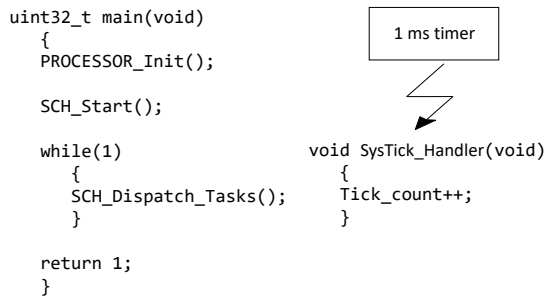 uint32_t main(void)
{
PROCESSOR_Init();
SCH_Start();
while(1)
{
SCH_Dispatch_Tasks();
}
return 1;
}
1 ms timer
void SysTick_Handler(void)
{
Tick_count++;
}